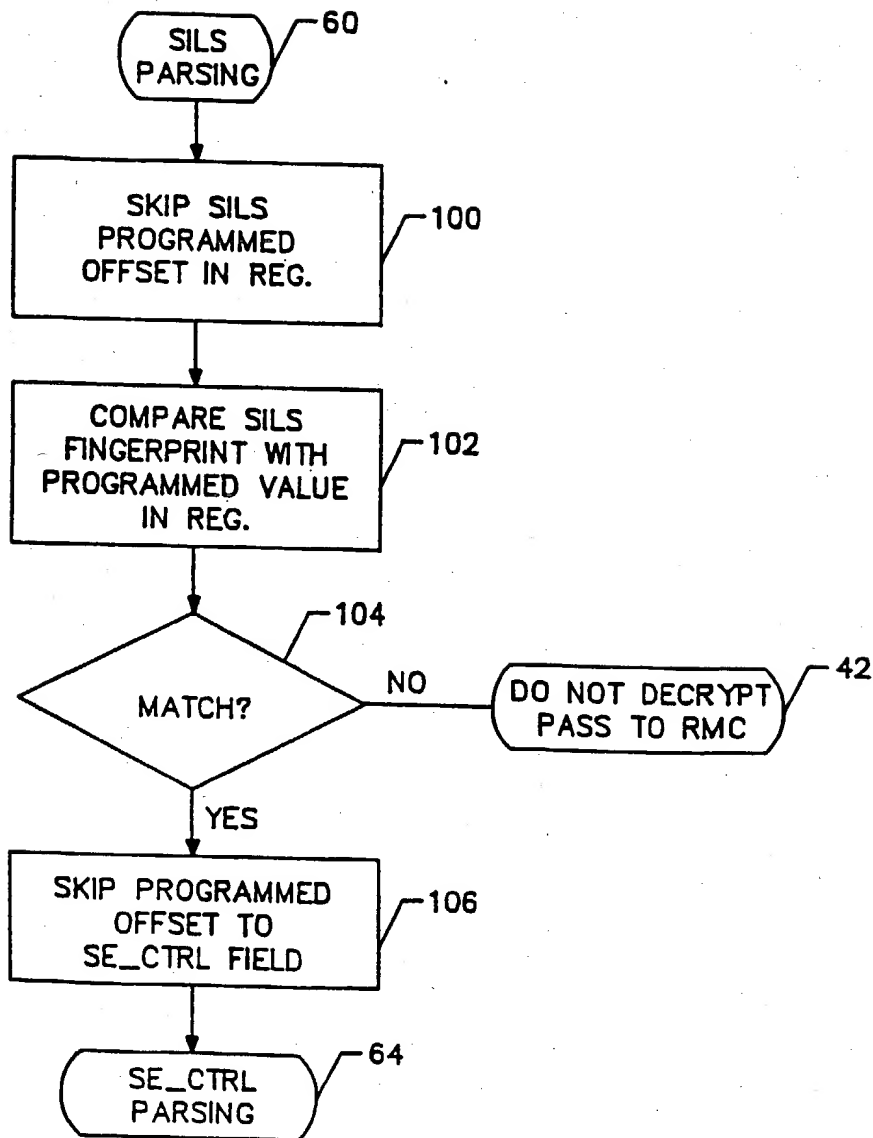 SILS
PARSING
60
SKIP SILS
PROGRAMMED
OFFSET IN REG.
100
COMPARE SILS
FINGERPRINT WITH
PROGRAMMED VALUE
IN REG.
102
MATCH?
104
NO
DO NOT DECRYPT
PASS TO RMC
42
YES
SKIP PROGRAMMED
OFFSET TO
SE_CTRL FIELD
106
SE_CTRL
PARSING
64